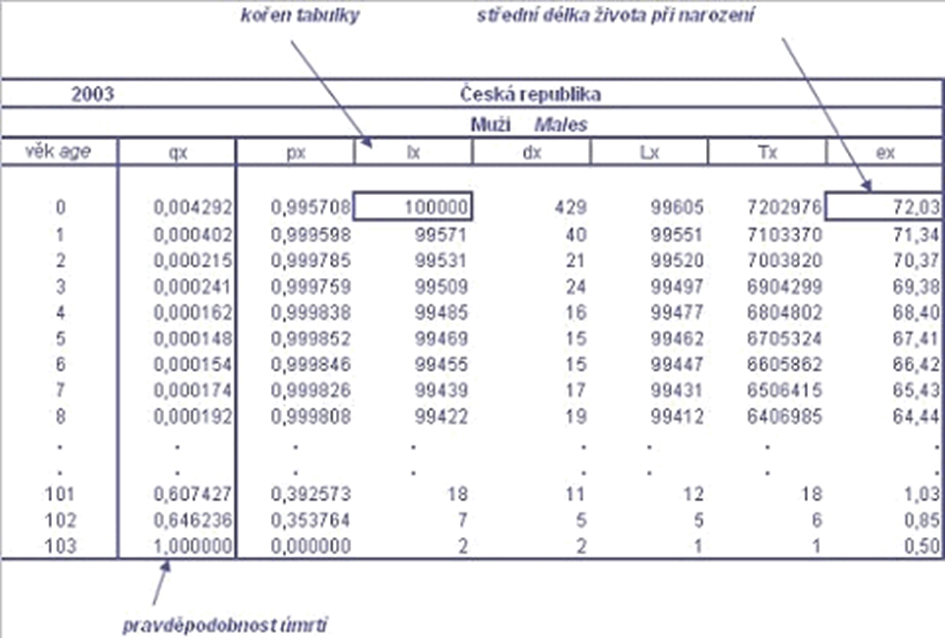 kořen tabulky střední délka života při narození
2003 Česká republika
Muži Males
věk age qx px lx dx Lx Tx ex
0 0,004292 0,995708 100000 429 99605 7202976 72,03
1 0,000402 0,999598 99571 40 99551 7103370 71,34
2 0,000215 0,999785 99531 21 99520 7003820 70,37
3 0,000241 0,999759 99509 24 99497 6904299 69,38
4 0,000162 0,999838 99485 16 99477 6804802 68,40
5 0,000148 0,999852 99469 15 99462 6705324 67,41
6 0,000154 0,999846 99455 15 99447 6605862 66,42
7 0,000174 0,999826 99439 17 99431 6506415 65,43
8 0,000192 0,999808 99422 19 99412 6406985 64,44
. . . . . . . .
. . . . . . . .
101 0,607427 0,392573 18 11 12 18 1,03
102 0,646236 0,353764 7 5 5 6 0,85
103 1,000000 0,000000 2 2 1 1 0,50
pravděpodobnost úmrtí